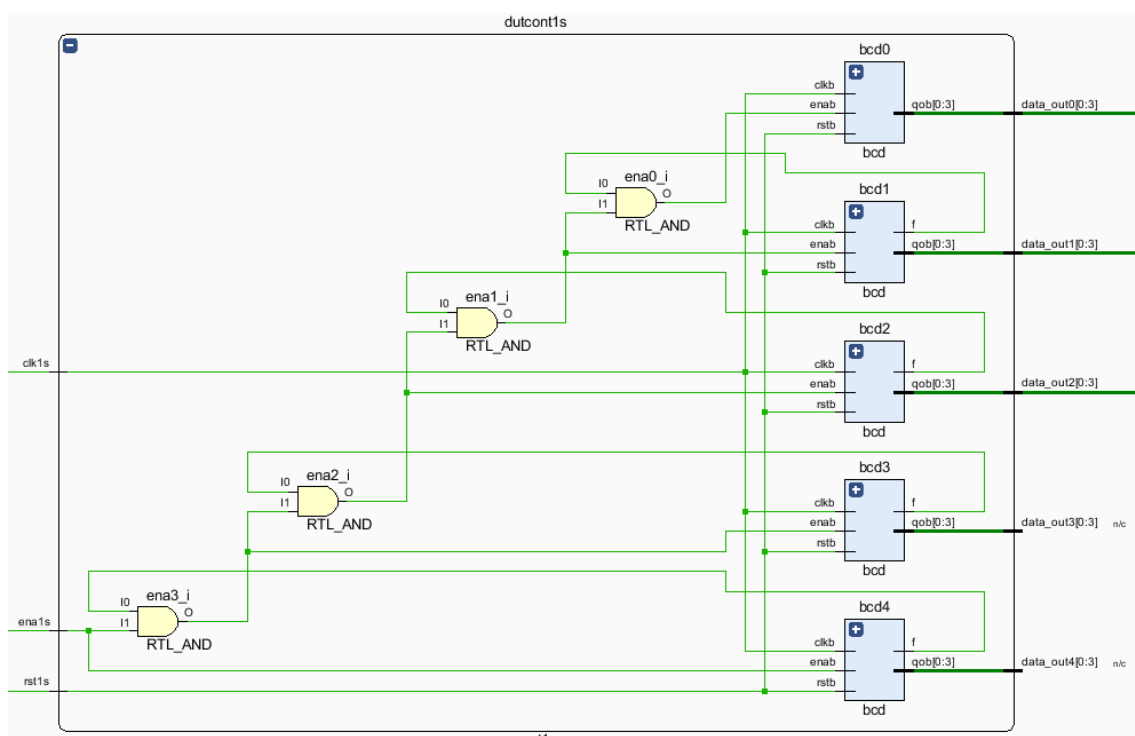 dutcont1s
bcd0
clkb
enab
rstb
qob[0:3]
data_out0[0:3]
bcd
ena0_i
I0
I1
O
RTL_AND
bcd1
clkb
enab
rstb
f
qob[0:3]
data_out1[0:3]
bcd
ena1_i
I0
I1
O
RTL_AND
bcd2
clk1s
clkb
enab
rstb
f
qob[0:3]
data_out2[0:3]
bcd
ena2_i
I0
I1
O
RTL_AND
bcd3
clkb
enab
rstb
f
qob[0:3]
data_out3[0:3] n/c
bcd
ena3_i
I0
I1
O
RTL_AND
ena1s
bcd4
clkb
enab
rstb
f
qob[0:3]
data_out4[0:3] n/c
bcd
rst1s